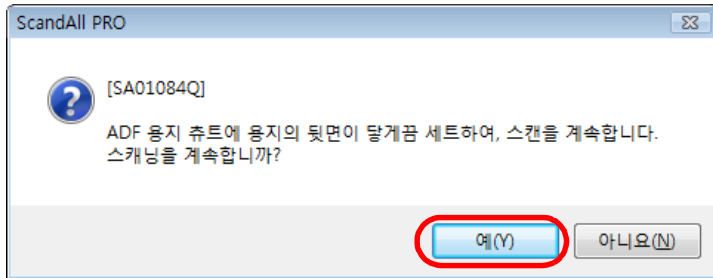 ScandAll PRO
[SA01084Q]
ADF 용지 츄트에 용지의 뒷면이 닿게끔 세트하여, 스캔을 계속합니다.
스캐닝을 계속합니까?
예(Y) 아니요(N)